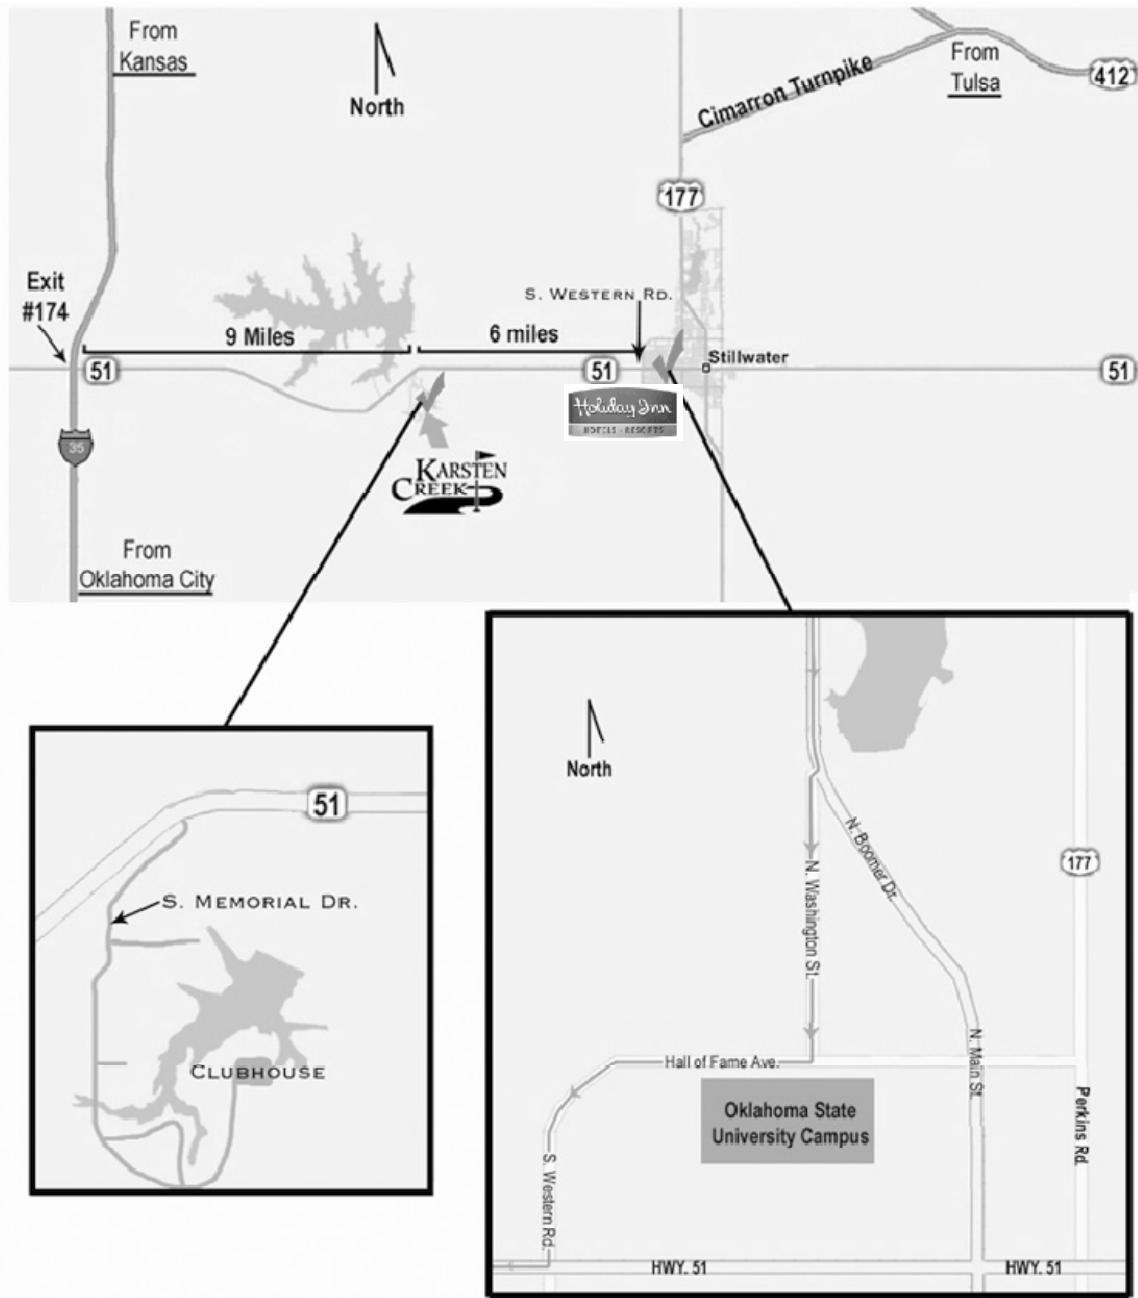 From
Kansas
North
From
Tulsa
412
Cimarron Turnpike
177
Exit
#174
S. WESTERN RD.
9 Miles
6 miles
Stillwater
51
51
51
Holiday Inn
HOTELS · RESORTS
35
KARSTEN
CREEK
From
Oklahoma City
51
S. MEMORIAL DR.
CLUBHOUSE
North
N. Boomer Dr.
177
N. Washington St.
Hall of Fame Ave.
N. Main St.
Oklahoma State
University Campus
Perkins Rd.
S. Western Rd.
HWY. 51
HWY. 51